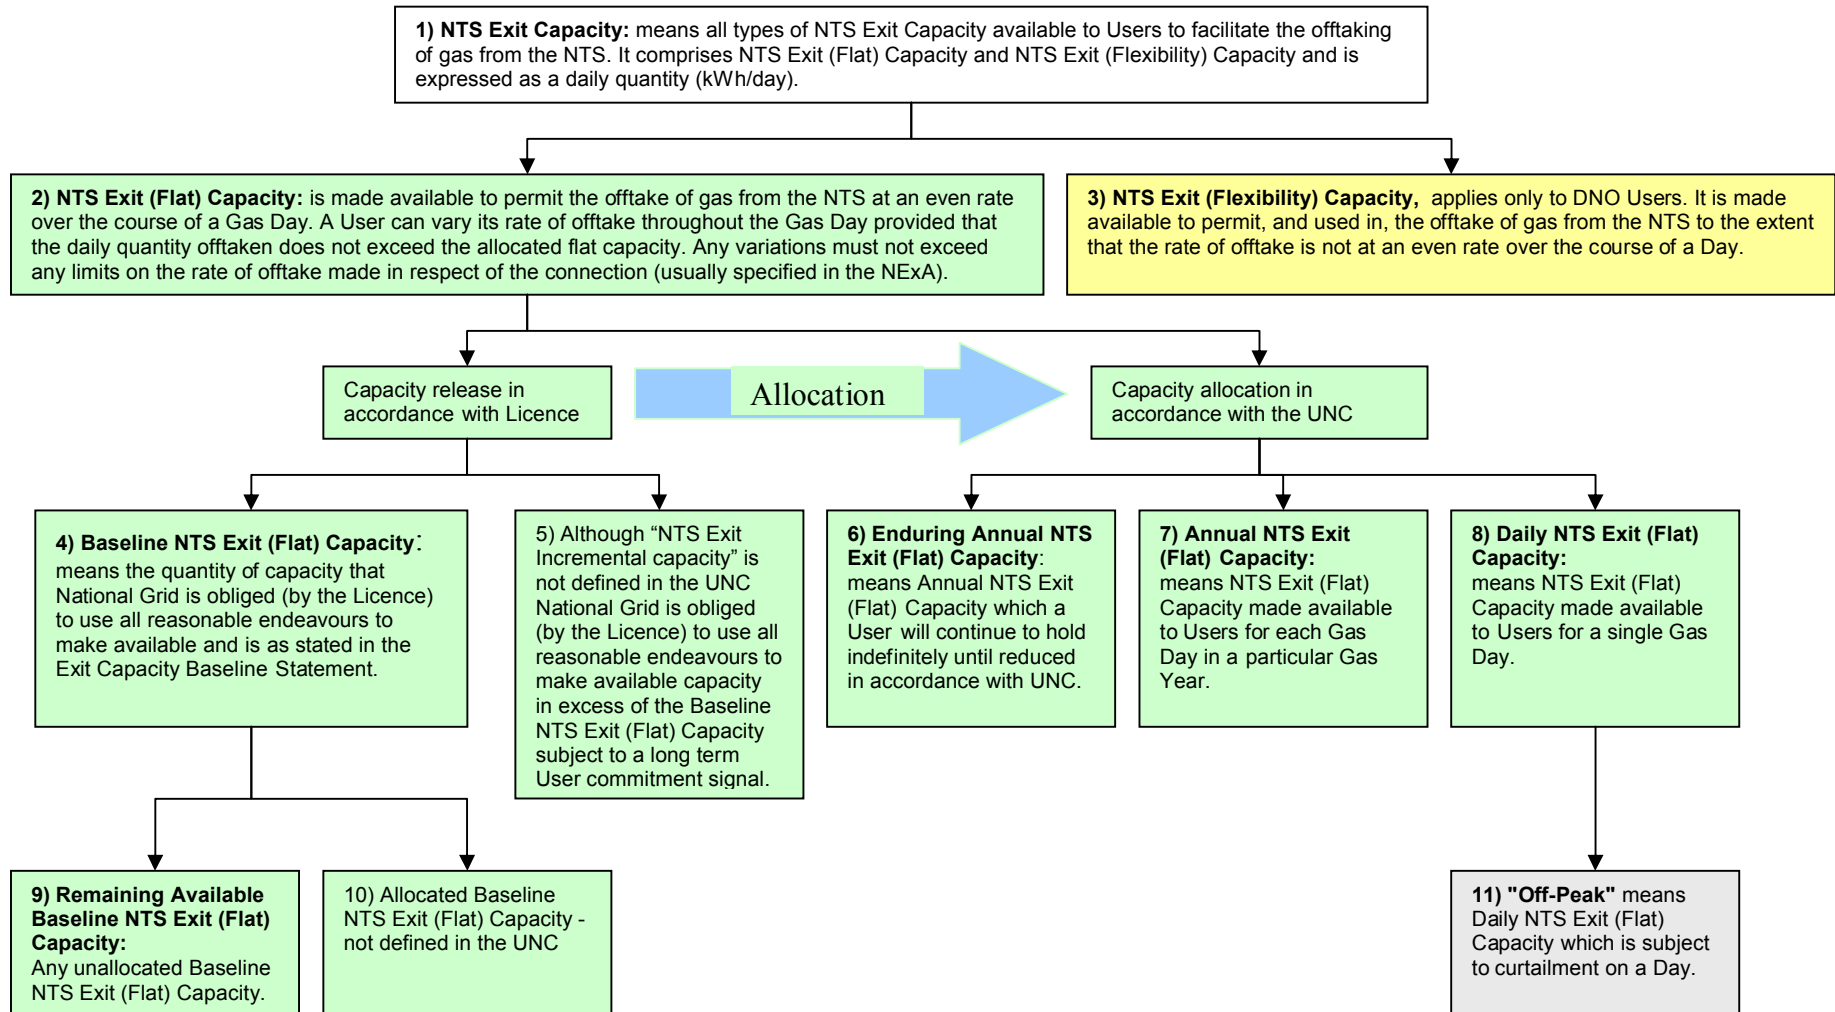 1) NTS Exit Capacity: means all types of NTS Exit Capacity available to Users to facilitate the offtaking
of gas from the NTS. It comprises NTS Exit (Flat) Capacity and NTS Exit (Flexibility) Capacity and is
expressed as a daily quantity (kWh/day).
2) NTS Exit (Flat) Capacity: is made available to permit the offtake of gas from the NTS at an even rate
over the course of a Gas Day. A User can vary its rate of offtake throughout the Gas Day provided that
the daily quantity offtaken does not exceed the allocated flat capacity. Any variations must not exceed
any limits on the rate of offtake made in respect of the connection (usually specified in the NExA).
3) NTS Exit (Flexibility) Capacity, applies only to DNO Users. It is made
available to permit, and used in, the offtake of gas from the NTS to the extent
that the rate of offtake is not at an even rate over the course of a Day.
Capacity release in
accordance with Licence
Allocation
Capacity allocation in
accordance with the UNC
4) Baseline NTS Exit (Flat) Capacity:
means the quantity of capacity that
National Grid is obliged (by the Licence)
to use all reasonable endeavours to
make available and is as stated in the
Exit Capacity Baseline Statement.
5) Although “NTS Exit
Incremental capacity” is
not defined in the UNC
National Grid is obliged
(by the Licence) to use all
reasonable endeavours to
make available capacity
in excess of the Baseline
NTS Exit (Flat) Capacity
subject to a long term
User commitment signal.
6) Enduring Annual NTS
Exit (Flat) Capacity:
means Annual NTS Exit
(Flat) Capacity which a
User will continue to hold
indefinitely until reduced
in accordance with UNC.
7) Annual NTS Exit
(Flat) Capacity:
means NTS Exit (Flat)
Capacity made available
to Users for each Gas
Day in a particular Gas
Year.
8) Daily NTS Exit (Flat)
Capacity:
means NTS Exit (Flat)
Capacity made available
to Users for a single Gas
Day.
9) Remaining Available
Baseline NTS Exit (Flat)
Capacity:
Any unallocated Baseline
NTS Exit (Flat) Capacity.
10) Allocated Baseline
NTS Exit (Flat) Capacity -
not defined in the UNC
11) "Off-Peak" means
Daily NTS Exit (Flat)
Capacity which is subject
to curtailment on a Day.